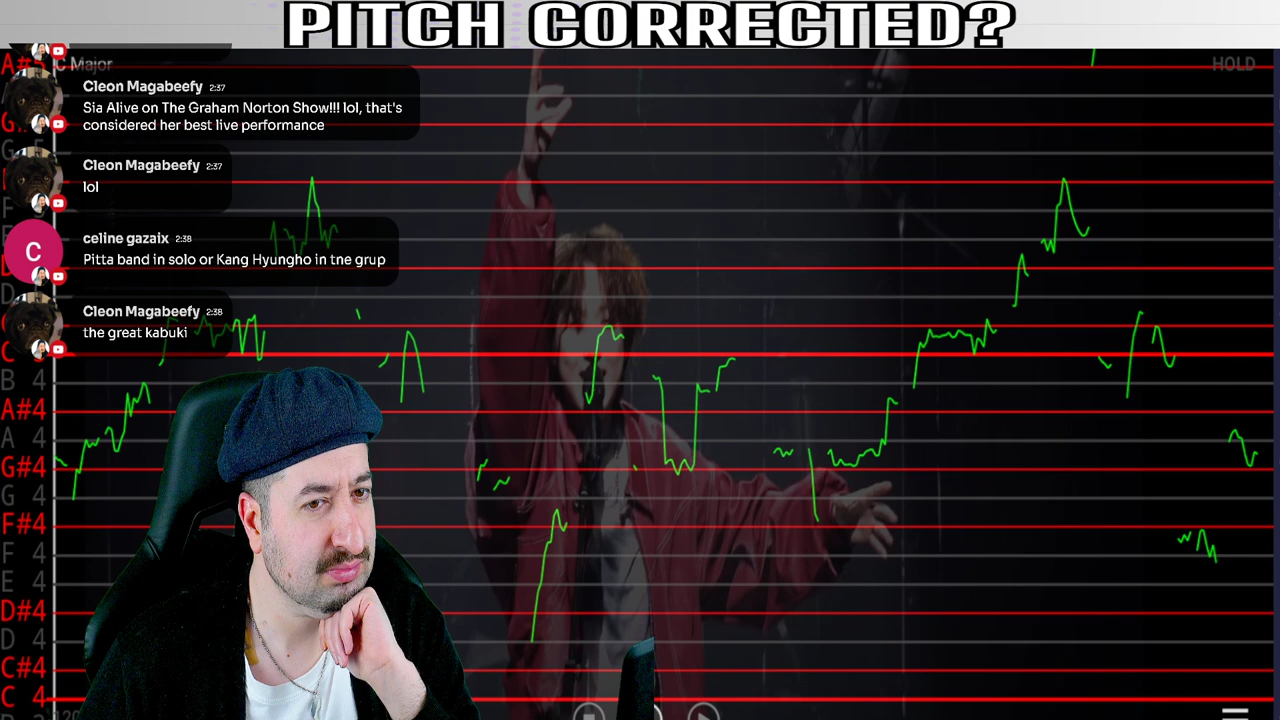 PITCH CORRECTED?
A#5 C Major
HOLD
Cleon Magabeefy 2:37
Sia Alive on The Graham Norton Show!!! lol, that's
considered her best live performance
G
Cleon Magabeefy 2:37
lol
F
C
celine gazaix 2:38
Pitta band in solo or Kang Hyungho in tne grup
D
Cleon Magabeefy 2:38
the great kabuki
C
B 4
A#4
A 4
G#4
G 4
F#4
F 4
E 4
D#4
D 4
C#4
C 4
120